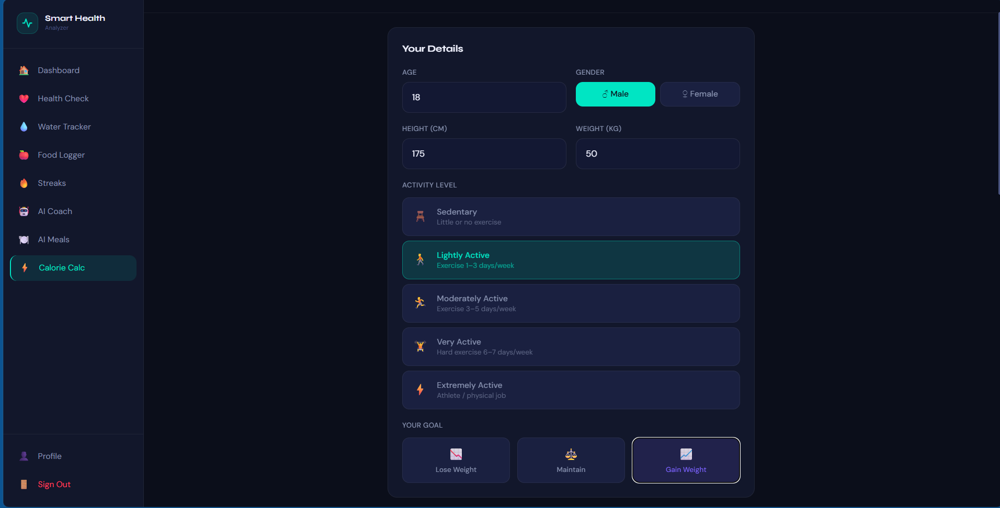 Smart Health
Analyzer
Dashboard
Health Check
Water Tracker
Food Logger
Streaks
AI Coach
AI Meals
Calorie Calc
Profile
Sign Out
Your Details
AGE
18
GENDER
♂ Male
♀ Female
HEIGHT (CM)
175
WEIGHT (KG)
50
ACTIVITY LEVEL
Sedentary
Little or no exercise
Lightly Active
Exercise 1–3 days/week
Moderately Active
Exercise 3–5 days/week
Very Active
Hard exercise 6–7 days/week
Extremely Active
Athlete / physical job
YOUR GOAL
Lose Weight
Maintain
Gain Weight